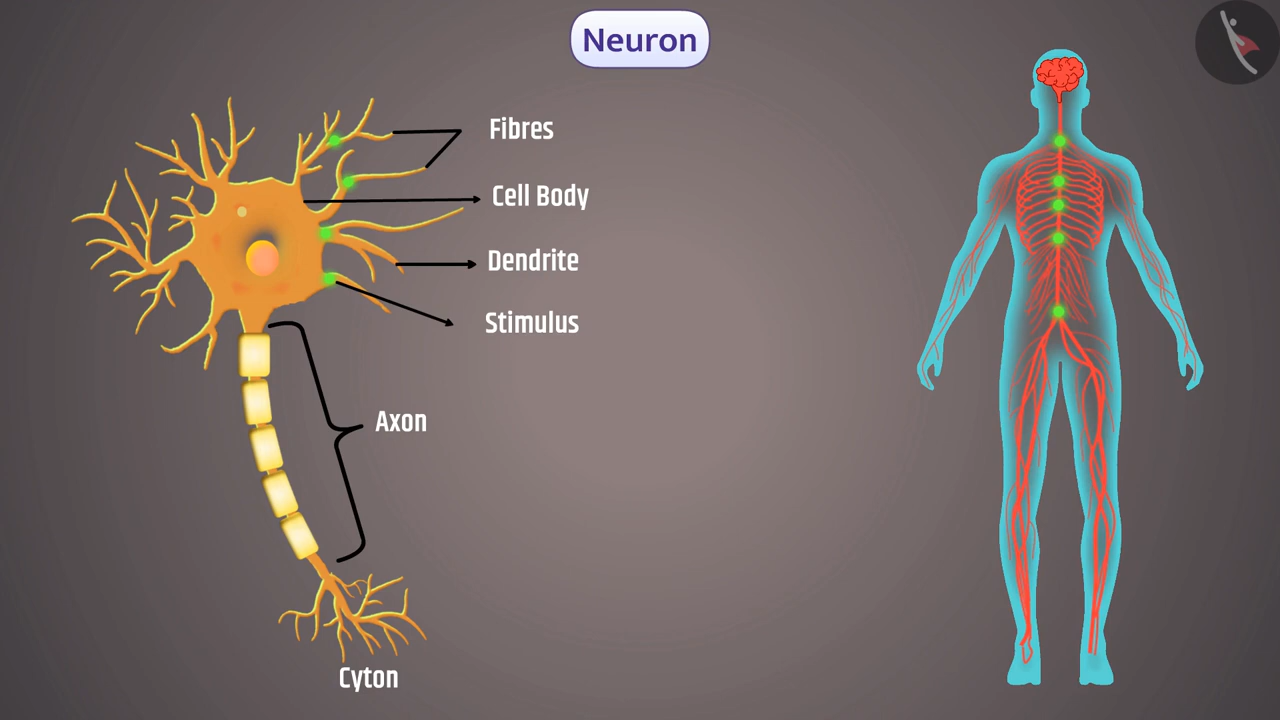 Neuron
Fibres
Cell Body
Dendrite
Stimulus
Axon
Cyton